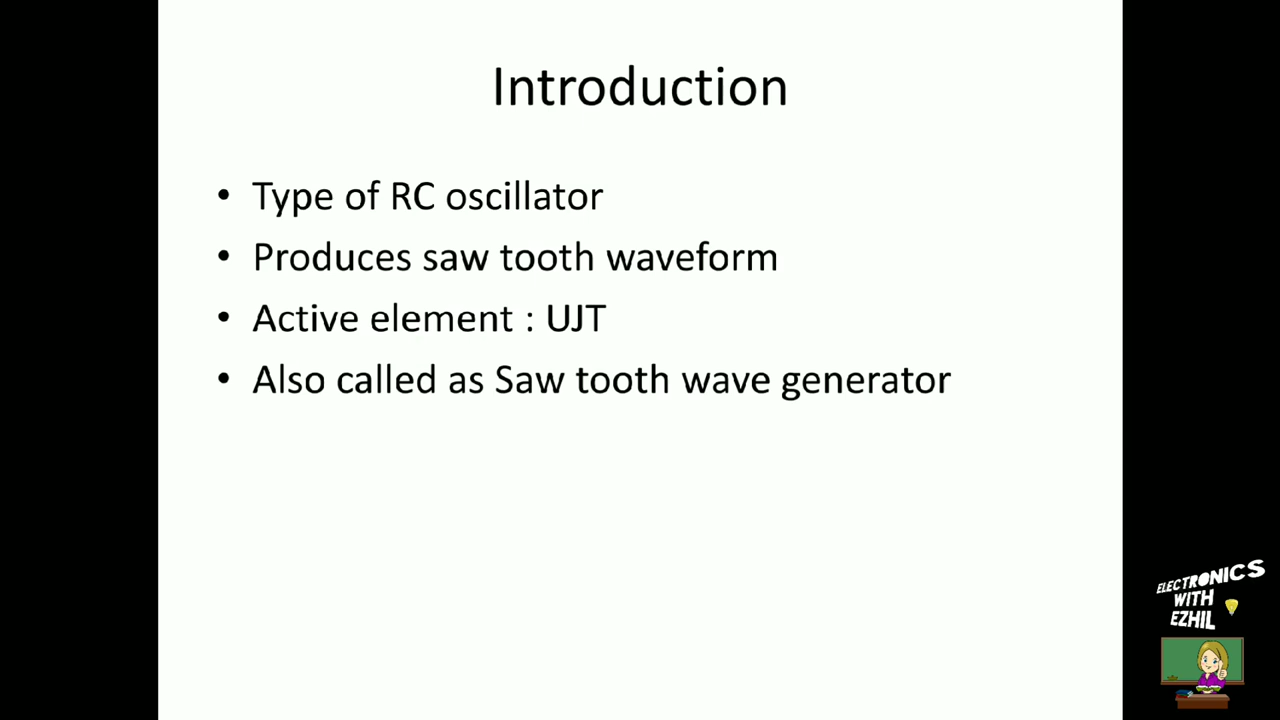 Introduction
• Type of RC oscillator
• Produces saw tooth waveform
• Active element : UJT
• Also called as Saw tooth wave generator
ELECTRONICS
WITH
EZHIL